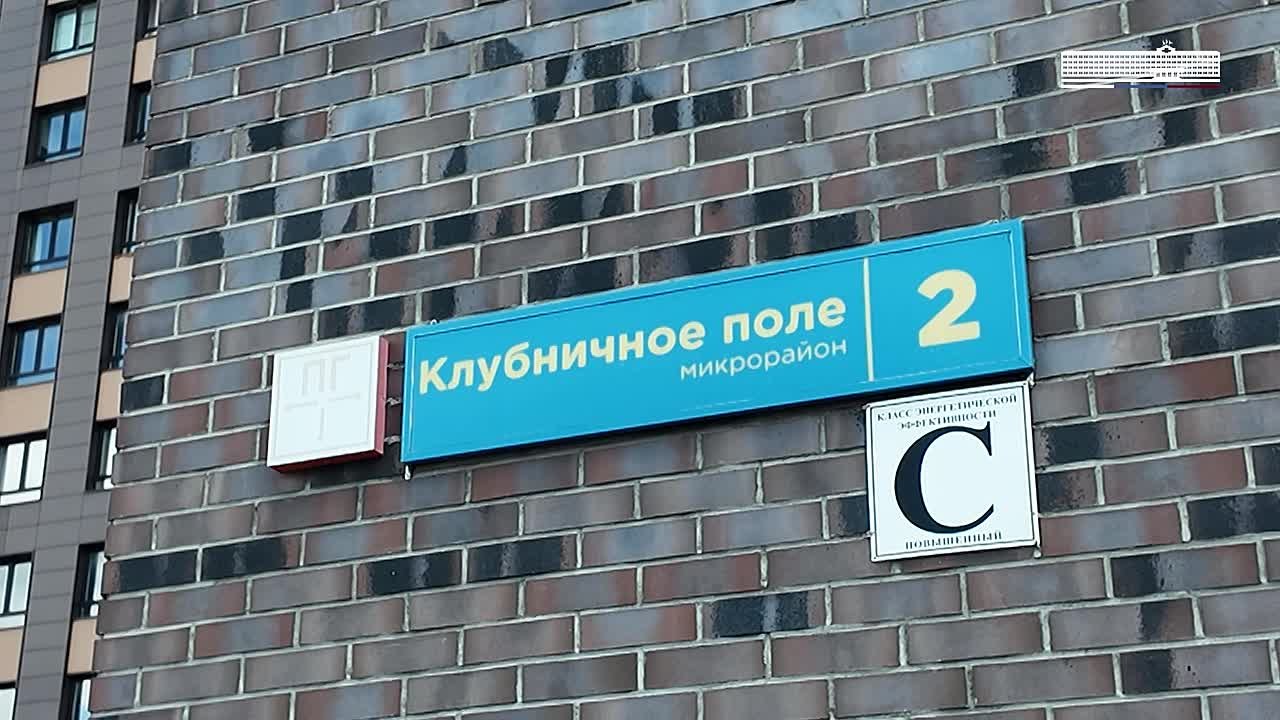 Клубничное поле
микрорайон
2
ПГ
КЛАСС ЭНЕРГЕТИЧЕСКОЙ
ЭФФЕКТИВНОСТИ
С
ПОВЫШЕННЫЙ